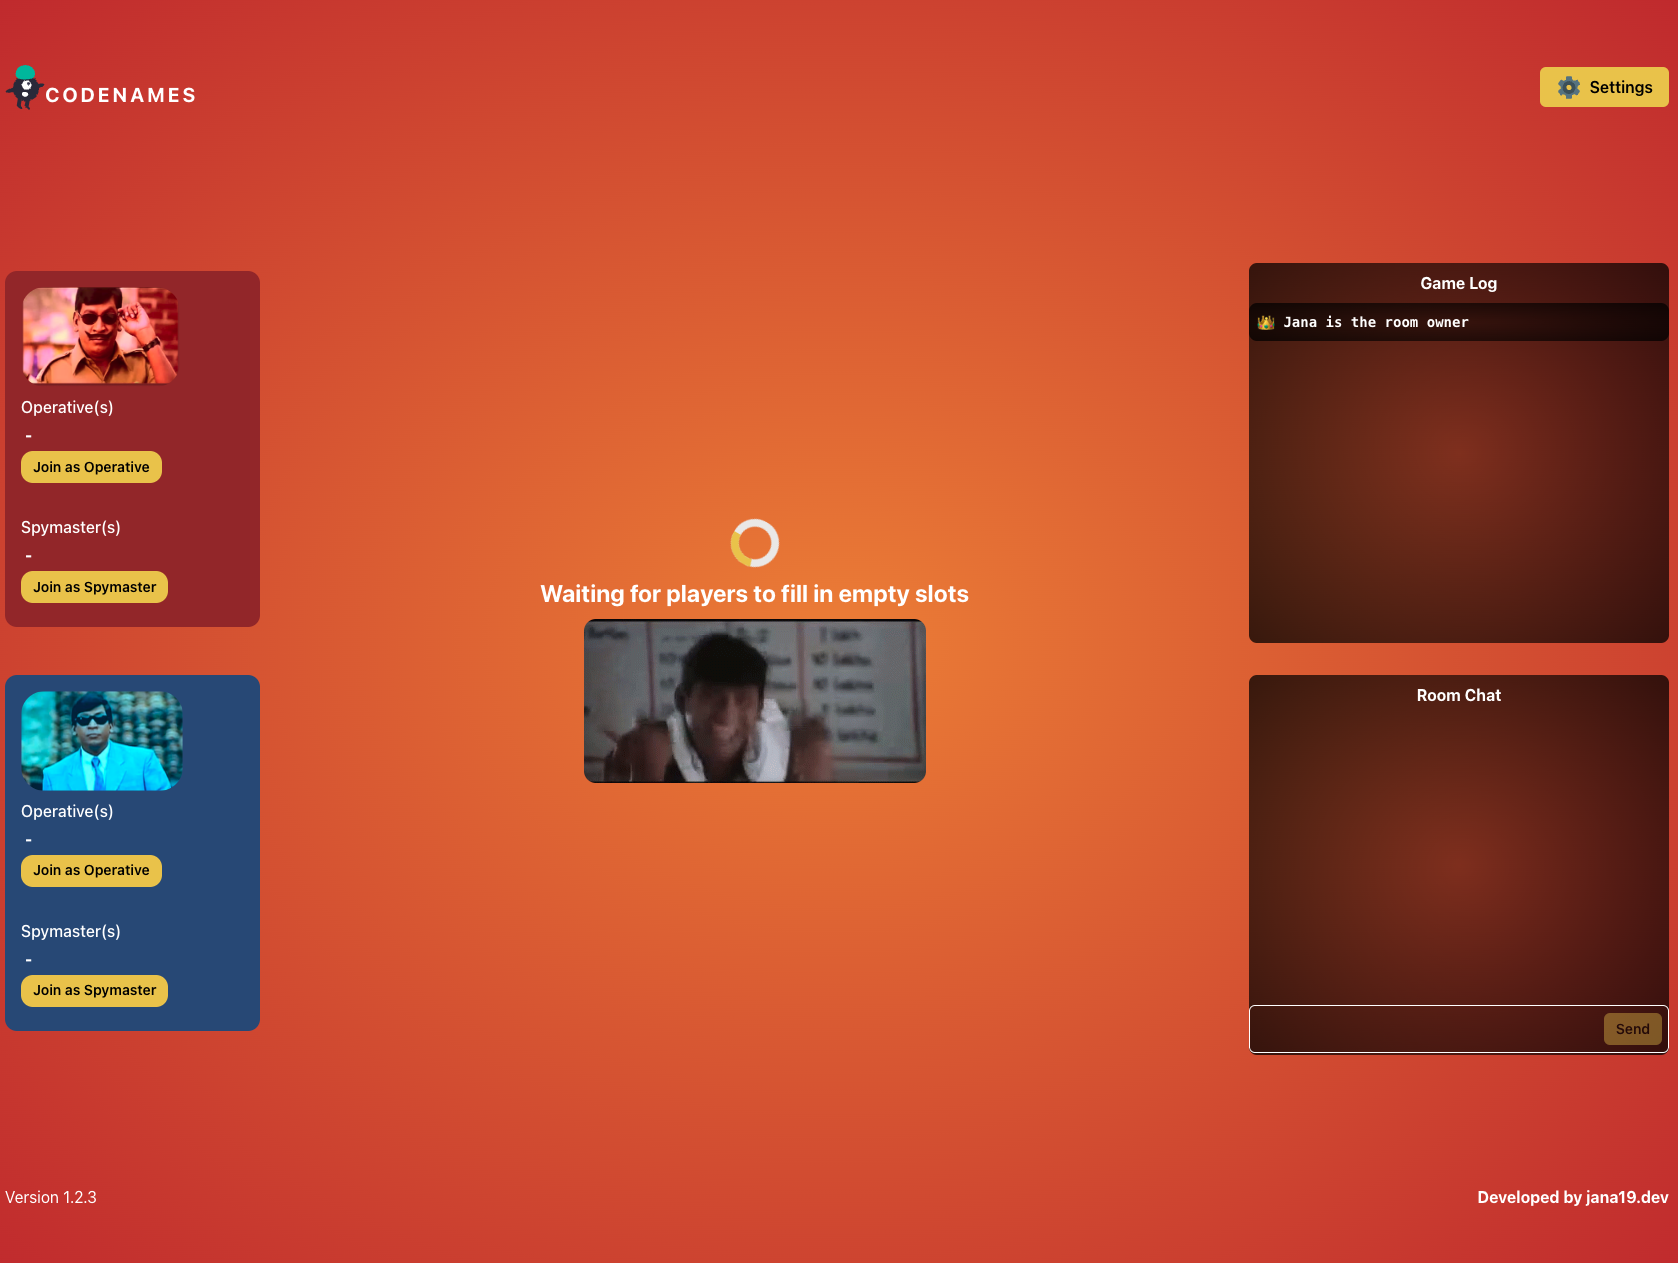 CODENAMES
Settings
Operative(s)
-
Join as Operative
Spymaster(s)
-
Join as Spymaster
Operative(s)
-
Join as Operative
Spymaster(s)
-
Join as Spymaster
Waiting for players to fill in empty slots
Game Log
Jana is the room owner
Room Chat
Send
Version 1.2.3
Developed by jana19.dev